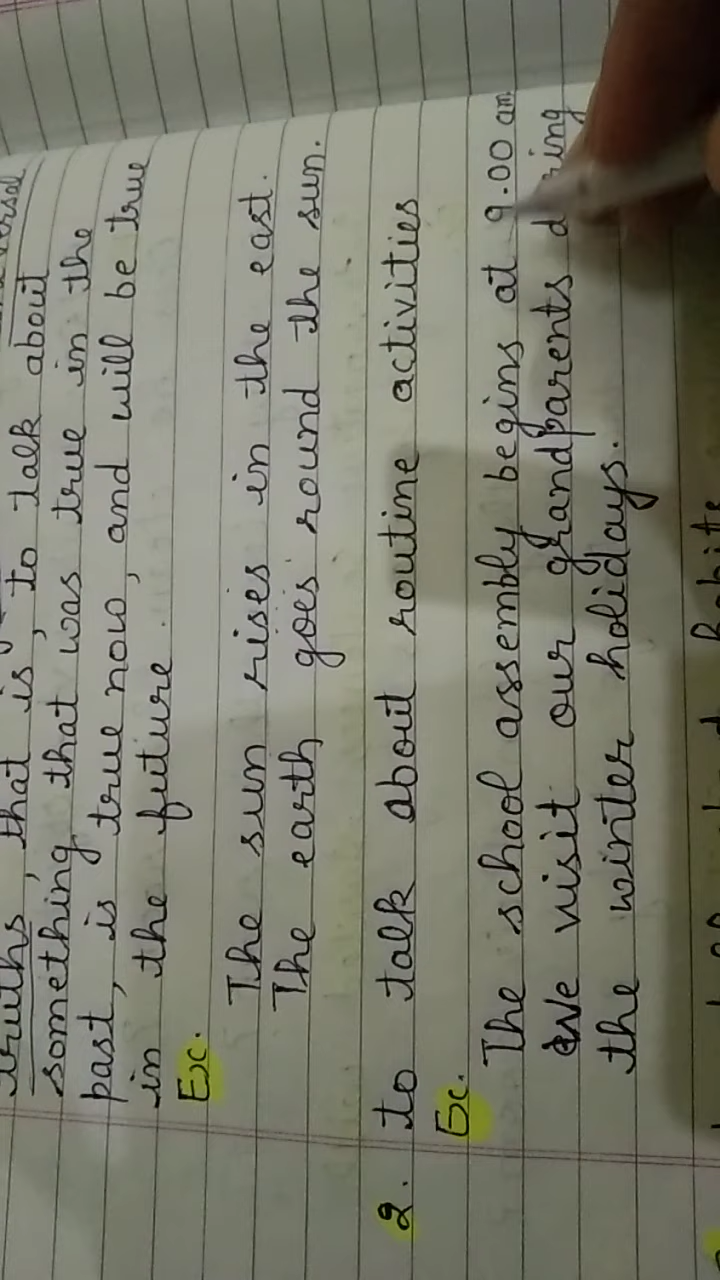 truths, that is, to talk about
something that was true in the
past, is true now, and will be true
in the future.
Ex.
The sun rises in the east.
The earth goes round the sun.
2. to talk about routine activities
Ex.
The school assembly begins at 9.00 am
We visit our grandparents during
the winter holidays.
habits